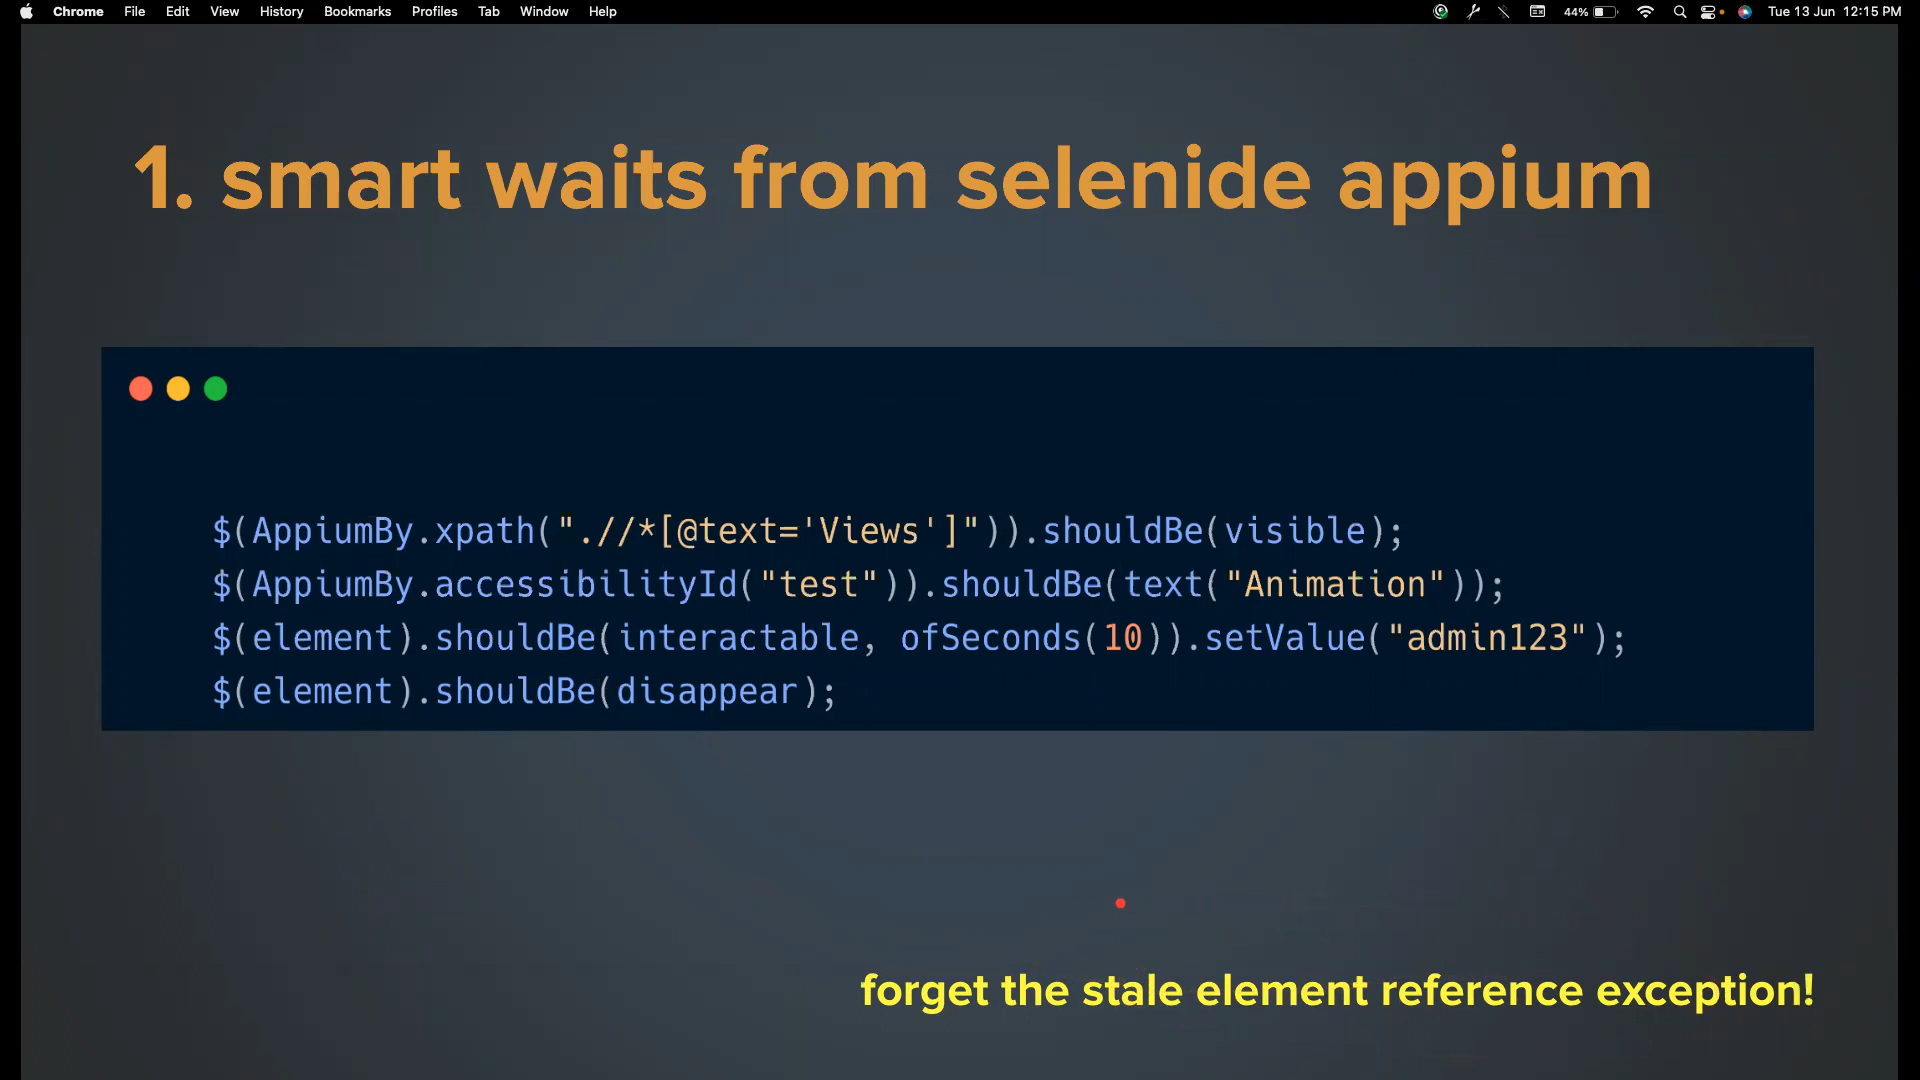 Chrome File Edit View History Bookmarks Profiles Tab Window Help 44% Tue 13 Jun 12:15 PM
1. smart waits from selenide appium
$(AppiumBy.xpath(".//*[@text='Views']")).shouldBe(visible);
$(AppiumBy.accessibilityId("test")).shouldBe(text("Animation"));
$(element).shouldBe(interactable, ofSeconds(10)).setValue("admin123");
$(element).shouldBe(disappear);
forget the stale element reference exception!